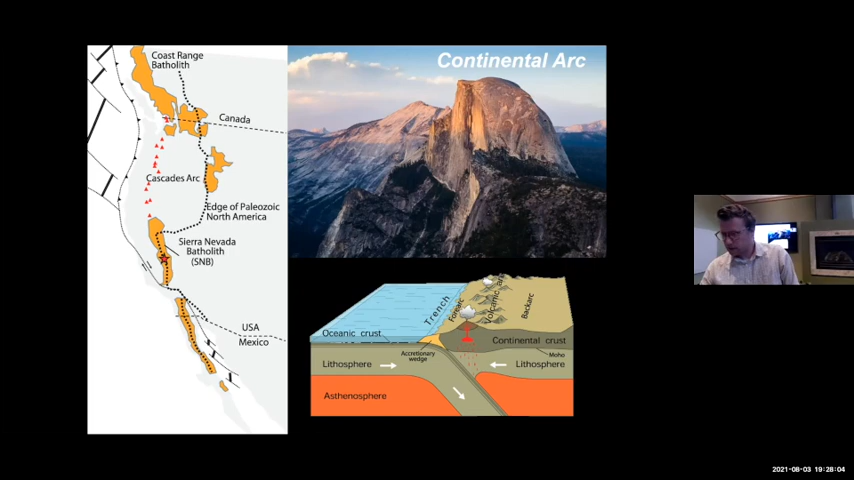 Coast Range
Batholith
Canada
Cascades Arc
Edge of Paleozoic
North America
Sierra Nevada
Batholith
(SNB)
USA
Mexico
Continental Arc
Trench
Forearc
Volcanic arc
Backarc
Oceanic crust
Accretionary
wedge
Continental crust
Moho
Lithosphere
Lithosphere
Asthenosphere
2021-08-03 19:28:04